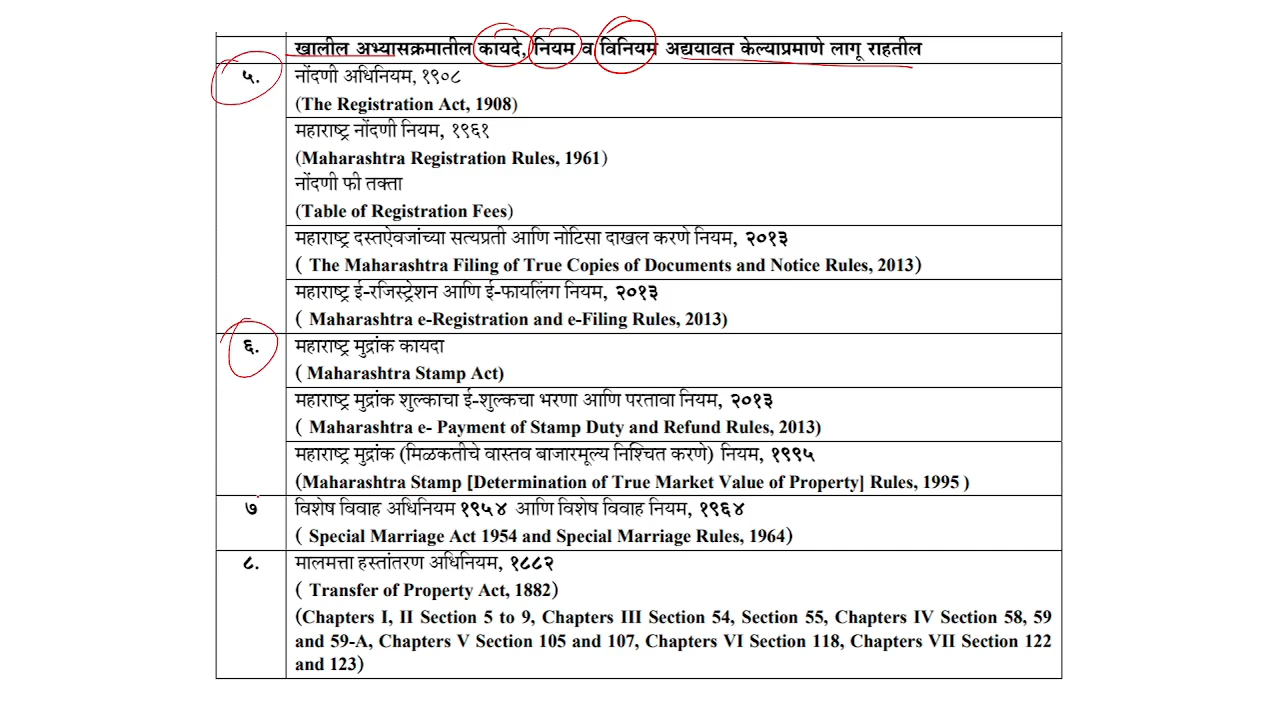 खालील अभ्यासक्रमातील कायदे, नियम व विनियम अद्ययावत केल्याप्रमाणे लागू राहतील
५. नोंदणी अधिनियम, १९०८
(The Registration Act, 1908)
महाराष्ट्र नोंदणी नियम, १९६१
(Maharashtra Registration Rules, 1961)
नोंदणी फी तक्ता
(Table of Registration Fees)
महाराष्ट्र दस्तऐवजांच्या सत्यप्रती आणि नोटिसा दाखल करणे नियम, २०१३
( The Maharashtra Filing of True Copies of Documents and Notice Rules, 2013)
महाराष्ट्र ई-रजिस्ट्रेशन आणि ई-फायलिंग नियम, २०१३
( Maharashtra e-Registration and e-Filing Rules, 2013)
६. महाराष्ट्र मुद्रांक कायदा
( Maharashtra Stamp Act)
महाराष्ट्र मुद्रांक शुल्काचा ई-शुल्कचा भरणा आणि परतावा नियम, २०१३
( Maharashtra e- Payment of Stamp Duty and Refund Rules, 2013)
महाराष्ट्र मुद्रांक (मिळकतीचे वास्तव बाजारमूल्य निश्चित करणे) नियम, १९९५
(Maharashtra Stamp [Determination of True Market Value of Property] Rules, 1995 )
७ विशेष विवाह अधिनियम १९५४ आणि विशेष विवाह नियम, १९६४
( Special Marriage Act 1954 and Special Marriage Rules, 1964)
८. मालमत्ता हस्तांतरण अधिनियम, १८८२
( Transfer of Property Act, 1882)
(Chapters I, II Section 5 to 9, Chapters III Section 54, Section 55, Chapters IV Section 58, 59
and 59-A, Chapters V Section 105 and 107, Chapters VI Section 118, Chapters VII Section 122
and 123)